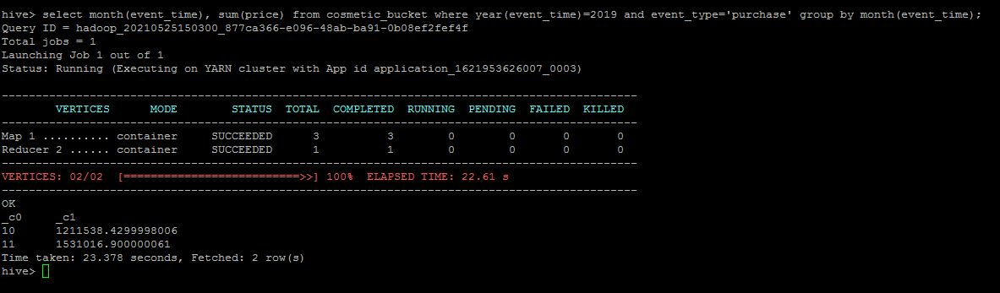 hive> select month(event_time), sum(price) from cosmetic_bucket where year(event_time)=2019 and event_type='purchase' group by month(event_time);
Query ID = hadoop_20210525150300_877ca366-e096-48ab-ba91-0b08ef2fef4f
Total jobs = 1
Launching Job 1 out of 1
Status: Running (Executing on YARN cluster with App id application_1621953626007_0003)
----------------------------------------------------------------------------------------------
VERTICES MODE STATUS TOTAL COMPLETED RUNNING PENDING FAILED KILLED
----------------------------------------------------------------------------------------------
Map 1 .......... container SUCCEEDED 3 3 0 0 0 0
Reducer 2 ...... container SUCCEEDED 1 1 0 0 0 0
----------------------------------------------------------------------------------------------
VERTICES: 02/02 [==========================>>] 100% ELAPSED TIME: 22.61 s
----------------------------------------------------------------------------------------------
OK
_c0 _c1
10 1211538.4299998006
11 1531016.900000061
Time taken: 23.378 seconds, Fetched: 2 row(s)
hive>